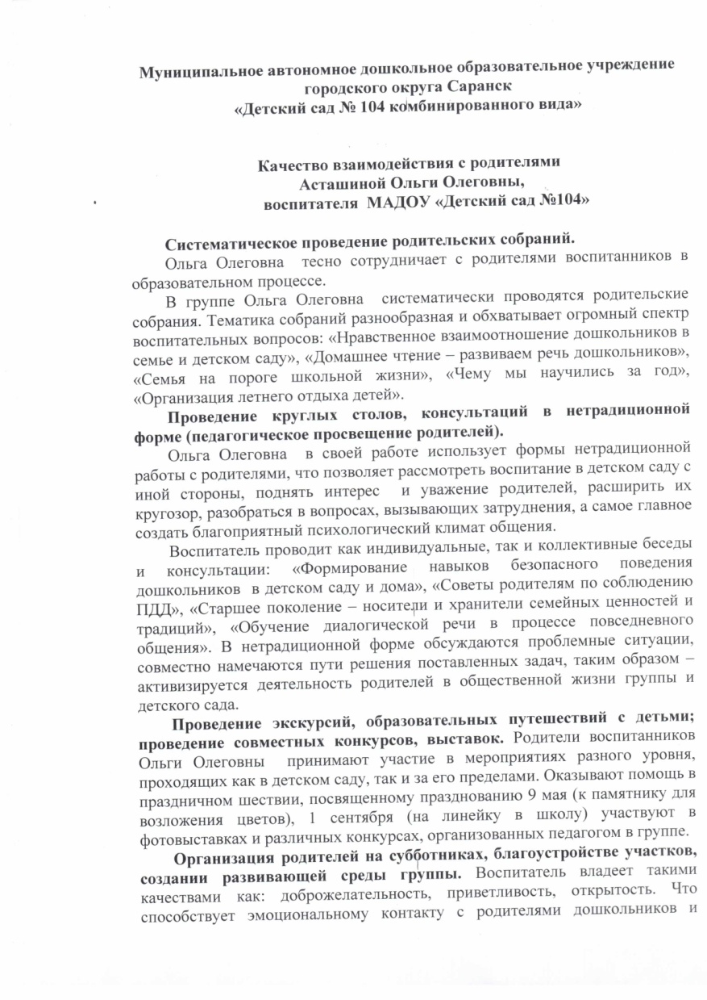 Муниципальное автономное дошкольное образовательное учреждение
городского округа Саранск
«Детский сад № 104 комбинированного вида»
Качество взаимодействия с родителями
Асташиной Ольги Олеговны,
воспитателя МАДОУ «Детский сад №104»
Систематическое проведение родительских собраний.
Ольга Олеговна тесно сотрудничает с родителями воспитанников в
образовательном процессе.
В группе Ольга Олеговна систематически проводятся родительские
собрания. Тематика собраний разнообразная и обхватывает огромный спектр
воспитательных вопросов: «Нравственное взаимоотношение дошкольников в
семье и детском саду», «Домашнее чтение – развиваем речь дошкольников»,
«Семья на пороге школьной жизни», «Чему мы научились за год»,
«Организация летнего отдыха детей».
Проведение круглых столов, консультаций в нетрадиционной
форме (педагогическое просвещение родителей).
Ольга Олеговна в своей работе использует формы нетрадиционной
работы с родителями, что позволяет рассмотреть воспитание в детском саду с
иной стороны, поднять интерес и уважение родителей, расширить их
кругозор, разобраться в вопросах, вызывающих затруднения, а самое главное
создать благоприятный психологический климат общения.
Воспитатель проводит как индивидуальные, так и коллективные беседы
и консультации: «Формирование навыков безопасного поведения
дошкольников в детском саду и дома», «Советы родителям по соблюдению
ПДД», «Старшее поколение – носители и хранители семейных ценностей и
традиций», «Обучение диалогической речи в процессе повседневного
общения». В нетрадиционной форме обсуждаются проблемные ситуации,
совместно намечаются пути решения поставленных задач, таким образом –
активизируется деятельность родителей в общественной жизни группы и
детского сада.
Проведение экскурсий, образовательных путешествий с детьми;
проведение совместных конкурсов, выставок. Родители воспитанников
Ольги Олеговны принимают участие в мероприятиях разного уровня,
проходящих как в детском саду, так и за его пределами. Оказывают помощь в
праздничном шествии, посвященному празднованию 9 мая (к памятнику для
возложения цветов), 1 сентября (на линейку в школу) участвуют в
фотовыставках и различных конкурсах, организованных педагогом в группе.
Организация родителей на субботниках, благоустройстве участков,
создании развивающей среды группы. Воспитатель владеет такими
качествами как: доброжелательность, приветливость, открытость. Что
способствует эмоциональному контакту с родителями дошкольников и